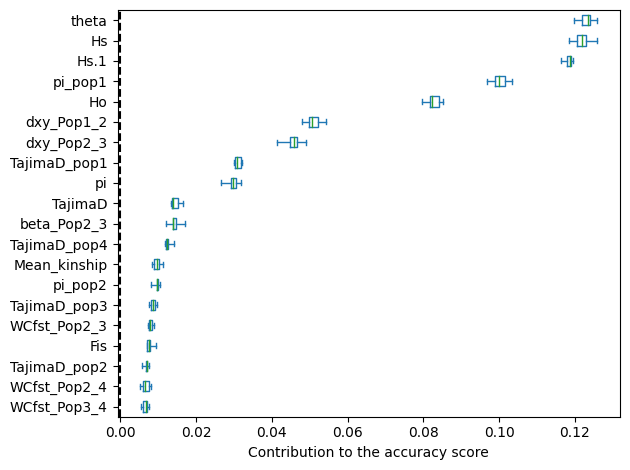 theta
Hs
Hs.1
pi_pop1
Ho
dxy_Pop1_2
dxy_Pop2_3
TajimaD_pop1
pi
TajimaD
beta_Pop2_3
TajimaD_pop4
Mean_kinship
pi_pop2
TajimaD_pop3
WCfst_Pop2_3
Fis
TajimaD_pop2
WCfst_Pop2_4
WCfst_Pop3_4
0.00 0.02 0.04 0.06 0.08 0.10 0.12
Contribution to the accuracy score